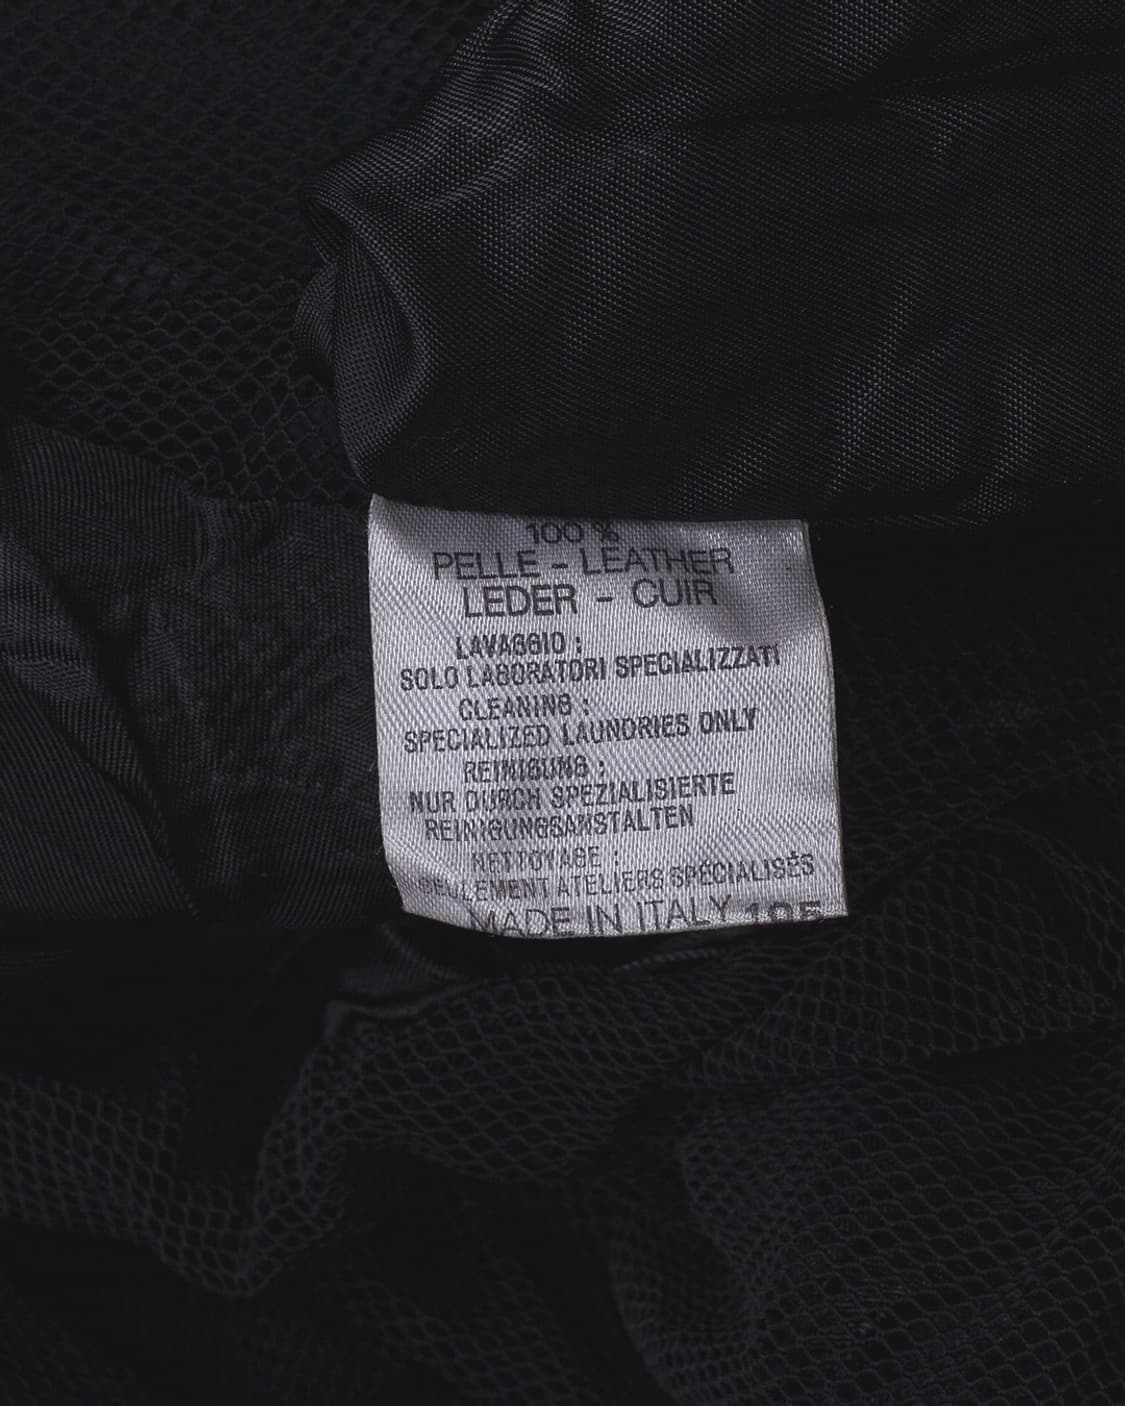 100 %
PELLE - LEATHER
LEDER - CUIR
LAVAGGIO :
SOLO LABORATORI SPECIALIZZATI
CLEANING :
SPECIALIZED LAUNDRIES ONLY
REINIGUNG :
NUR DURCH SPEZIALISIERTE
REINIGUNGSANSTALTEN
NETTOYAGE :
SELLEMENT ATELIERS SPÉCIALISÉS
MADE IN ITALY